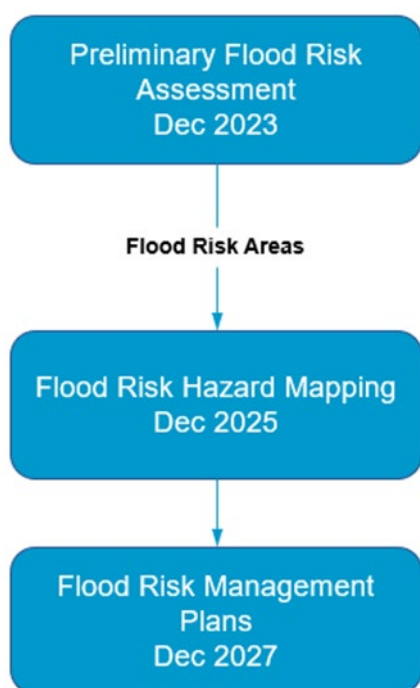 Preliminary Flood Risk
Assessment
Dec 2023
Flood Risk Areas
Flood Risk Hazard Mapping
Dec 2025
Flood Risk Management
Plans
Dec 2027